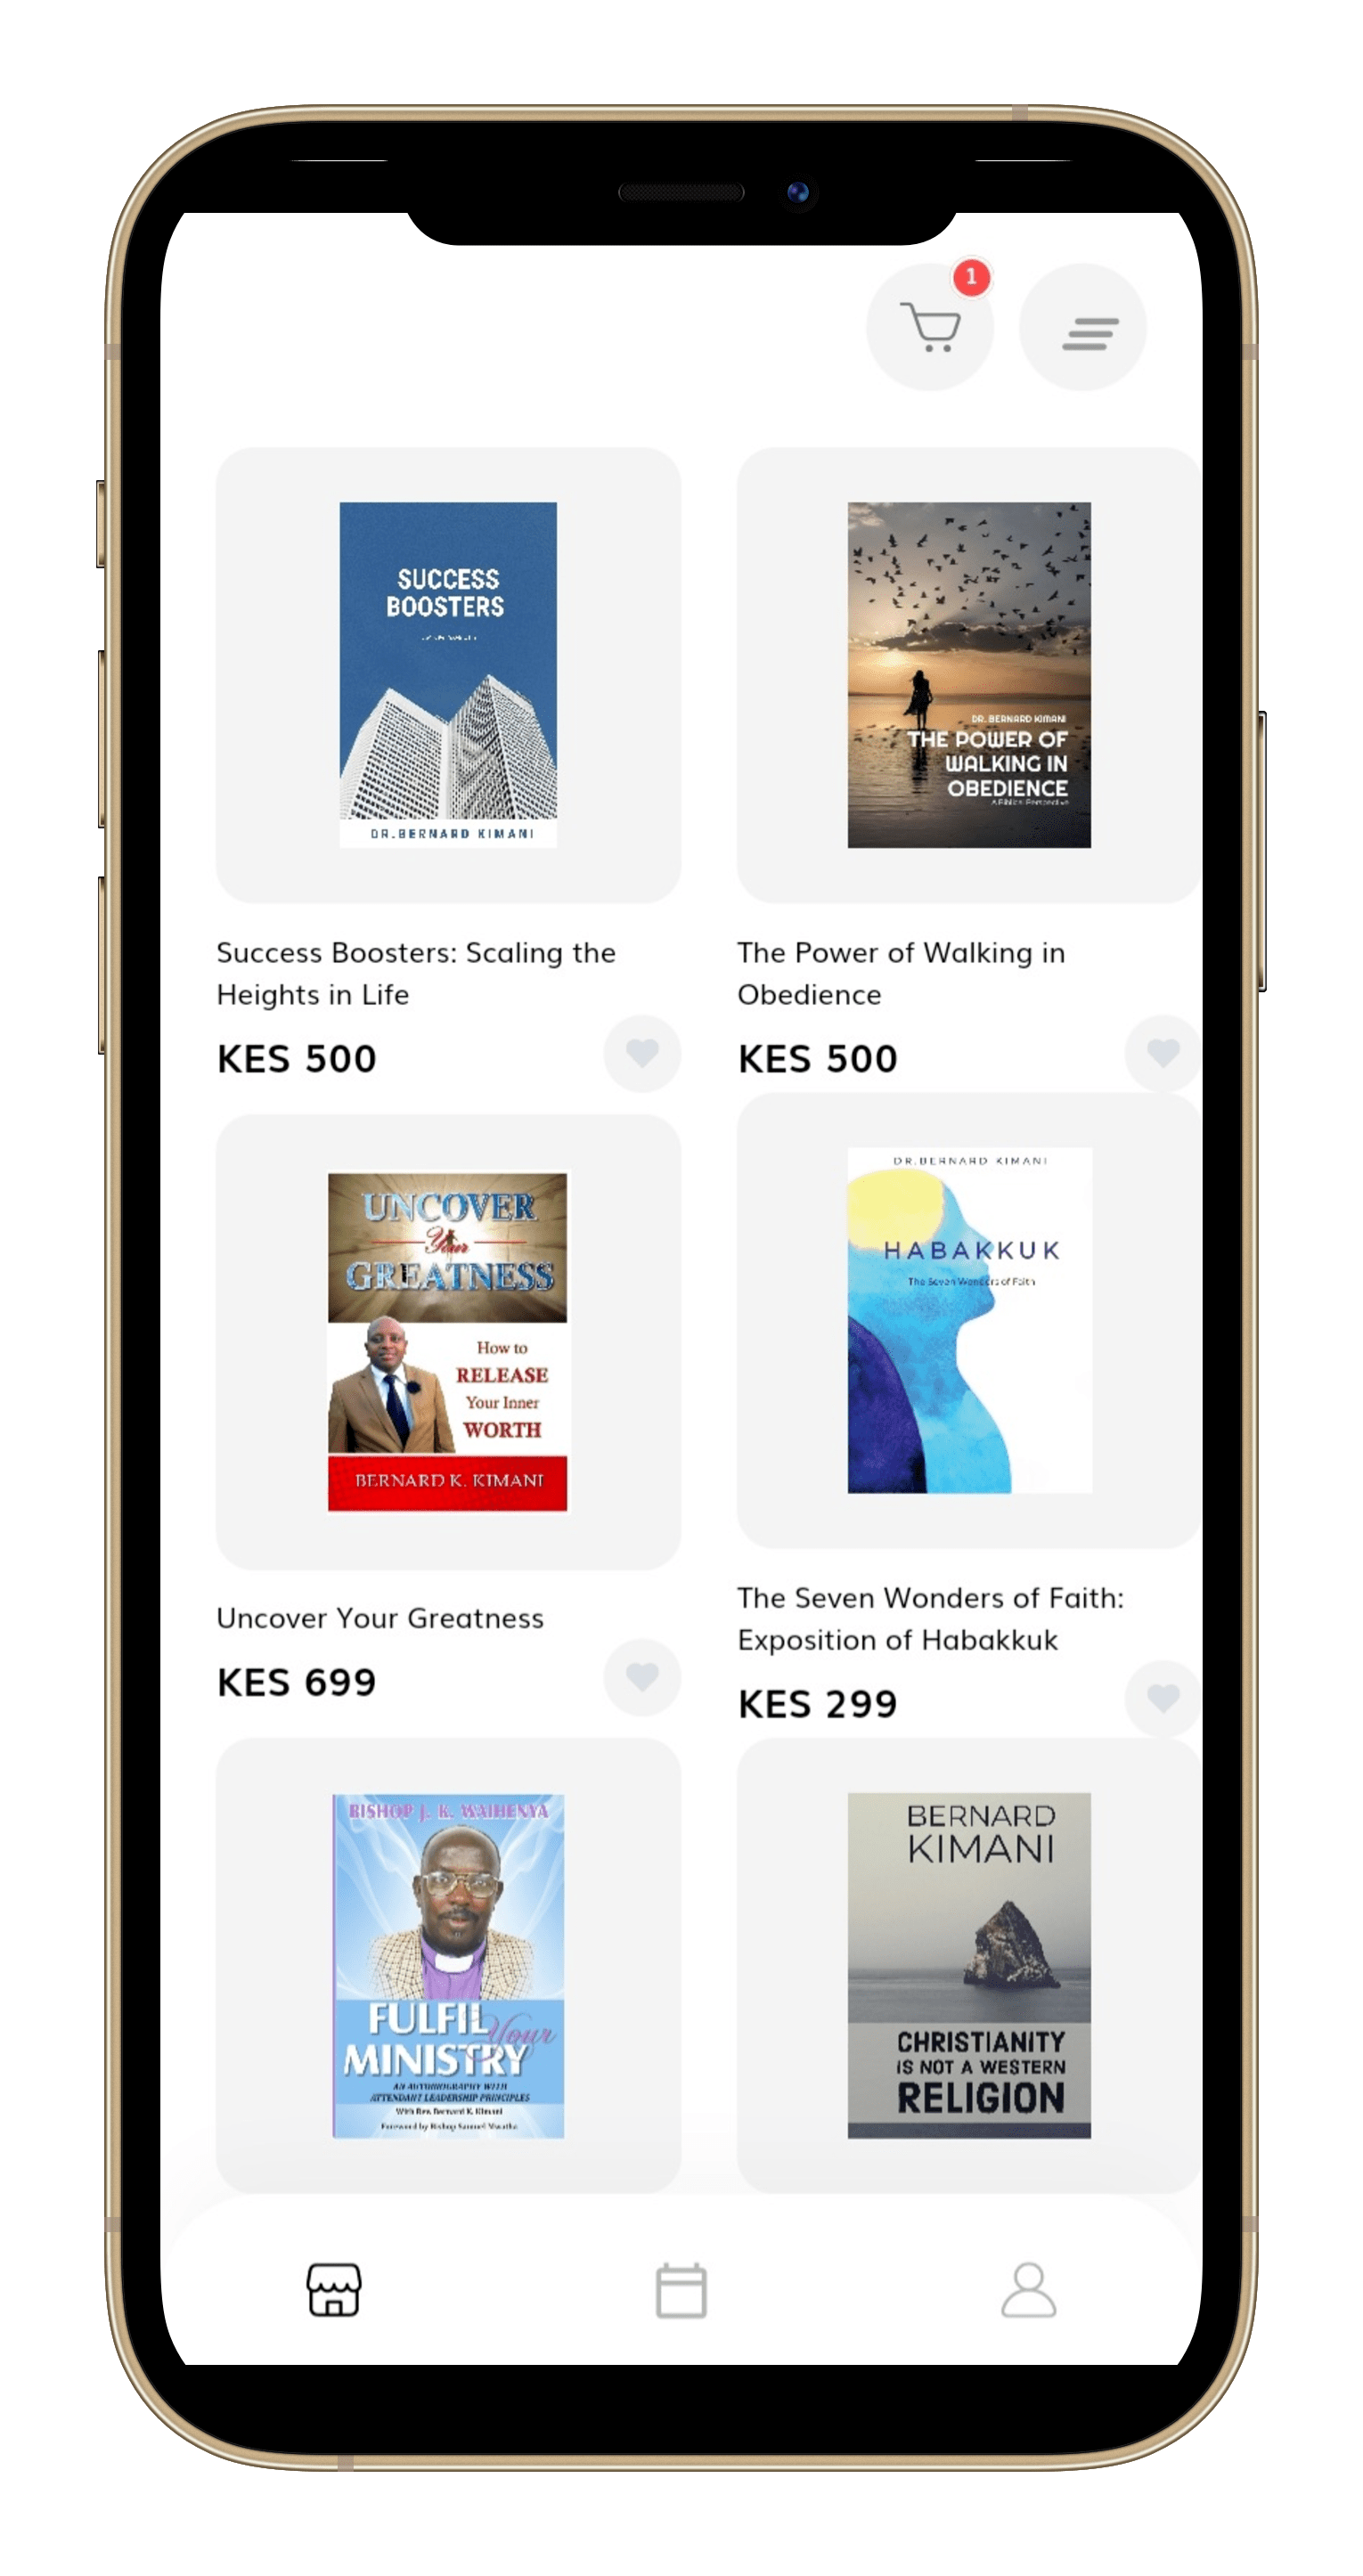 1
SUCCESS
BOOSTERS
DR.BERNARD KIMANI
Success Boosters: Scaling the
Heights in Life
KES 500
DR. BERNARD KIMANI
THE POWER OF
WALKING IN
OBEDIENCE
A Biblical Perspective
The Power of Walking in
Obedience
KES 500
UNCOVER
Your
GREATNESS
How to
RELEASE
Your Inner
WORTH
BERNARD K. KIMANI
Uncover Your Greatness
KES 699
DR.BERNARD KIMANI
HABAKKUK
The Seven Wonders of Faith
The Seven Wonders of Faith:
Exposition of Habakkuk
KES 299
BISHOP J. K. WAIHENYA
FULFIL
Your
MINISTRY
AN AUTOBIOGRAPHY WITH
ATTENDANT LEADERSHIP PRINCIPLES
With Rev. Bernard K. Kimani
Foreword by Bishop Samuel
BERNARD
KIMANI
CHRISTIANITY
IS NOT A WESTERN
RELIGION